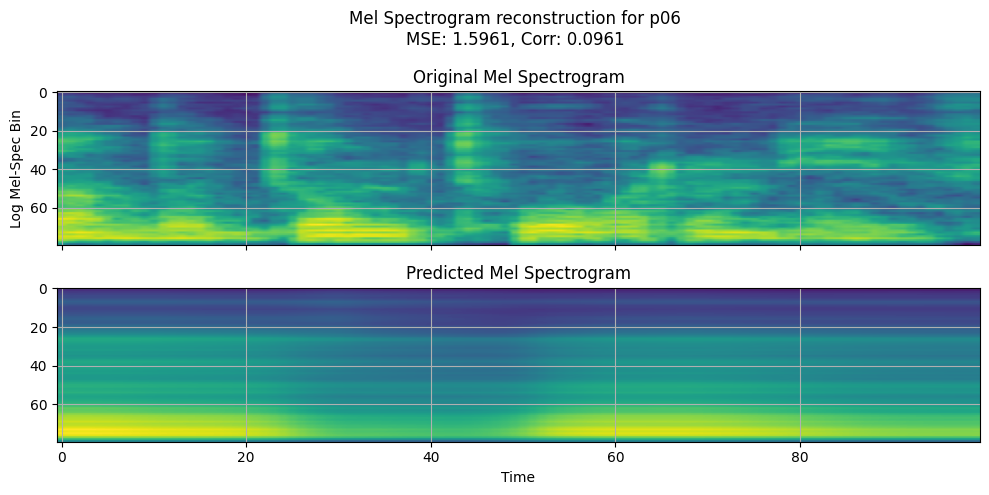 Mel Spectrogram reconstruction for p06
MSE: 1.5961, Corr: 0.0961
Original Mel Spectrogram
0
20
40
60
Log Mel-Spec Bin
Predicted Mel Spectrogram
0
20
40
60
0 20 40 60 80
Time